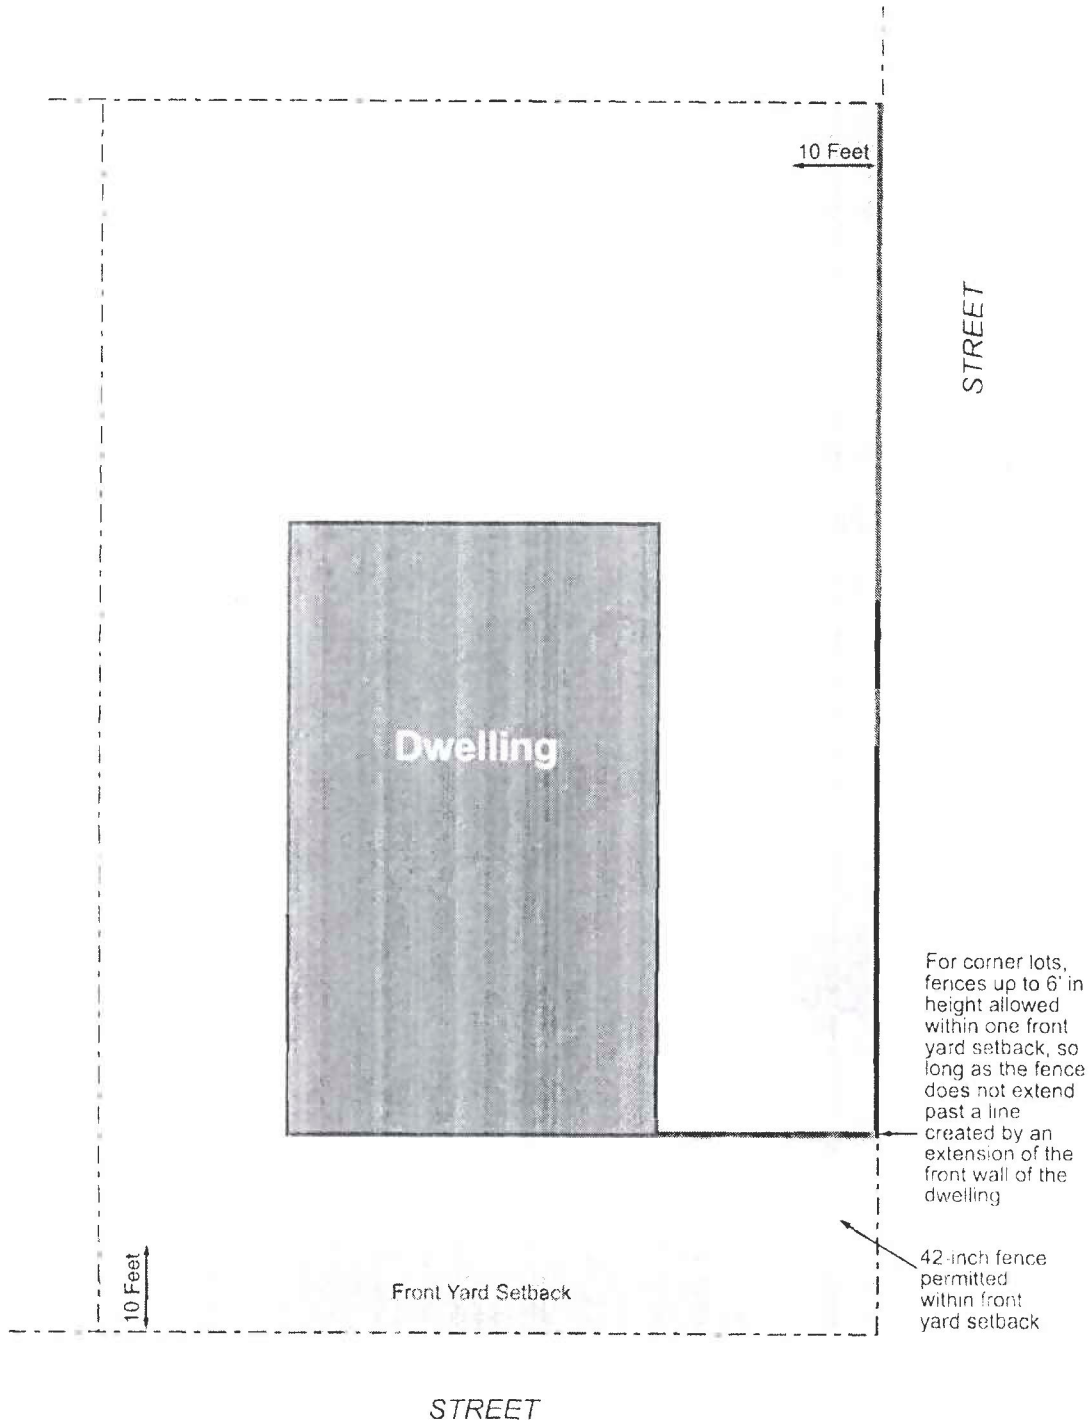 10 Feet
STREET
Dwelling
For corner lots,
fences up to 6' in
height allowed
within one front
yard setback, so
long as the fence
does not extend
past a line
created by an
extension of the
front wall of the
dwelling
42-inch fence
permitted
within front
yard setback
10 Feet
Front Yard Setback
STREET